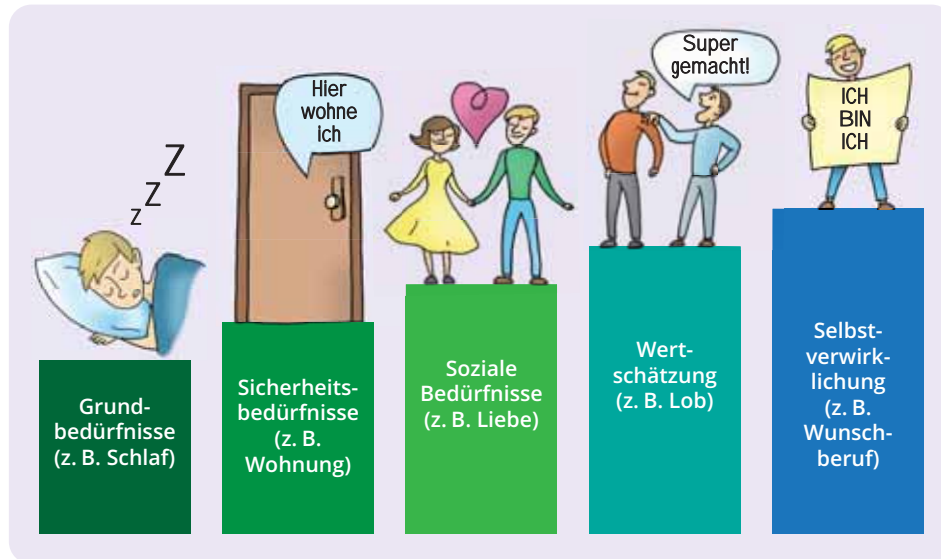 Z
Z
Z
Grund-
bedürfnisse
(z. B. Schlaf)
Hier
wohne
ich
Sicherheits-
bedürfnisse
(z. B.
Wohnung)
Soziale
Bedürfnisse
(z. B. Liebe)
Super
gemacht!
Wert-
schätzung
(z. B. Lob)
ICH
BIN
ICH
Selbst-
verwirk-
lichung
(z. B.
Wunsch-
beruf)